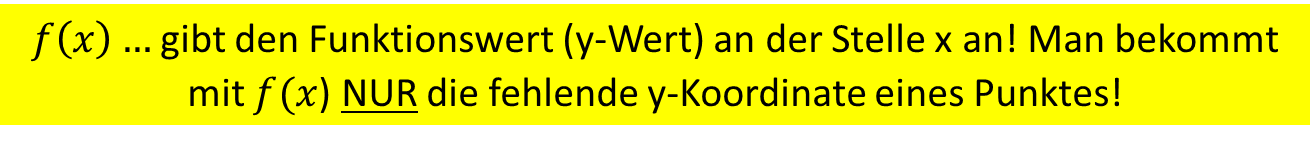 f(x) ... gibt den Funktionswert (y-Wert) an der Stelle x an! Man bekommt
mit f(x) NUR die fehlende y-Koordinate eines Punktes!